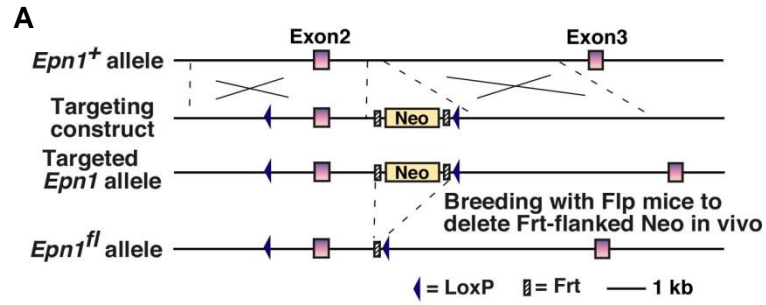 A
Exon2 Exon3
Epn1+ allele
Targeting
construct
Neo
Targeted
Epn1 allele
Neo
Breeding with Flp mice to
delete Frt-flanked Neo in vivo
Epn1fl allele
= LoxP = Frt 1 kb